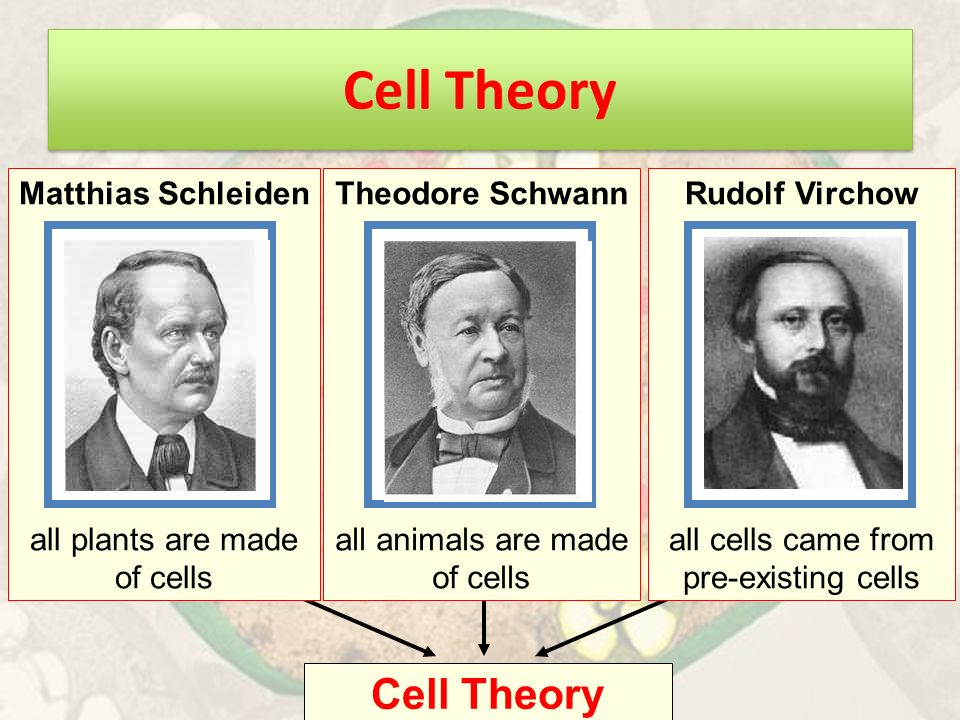 Cell Theory
Matthias Schleiden
all plants are made
of cells
Theodore Schwann
all animals are made
of cells
Rudolf Virchow
all cells came from
pre-existing cells
Cell Theory